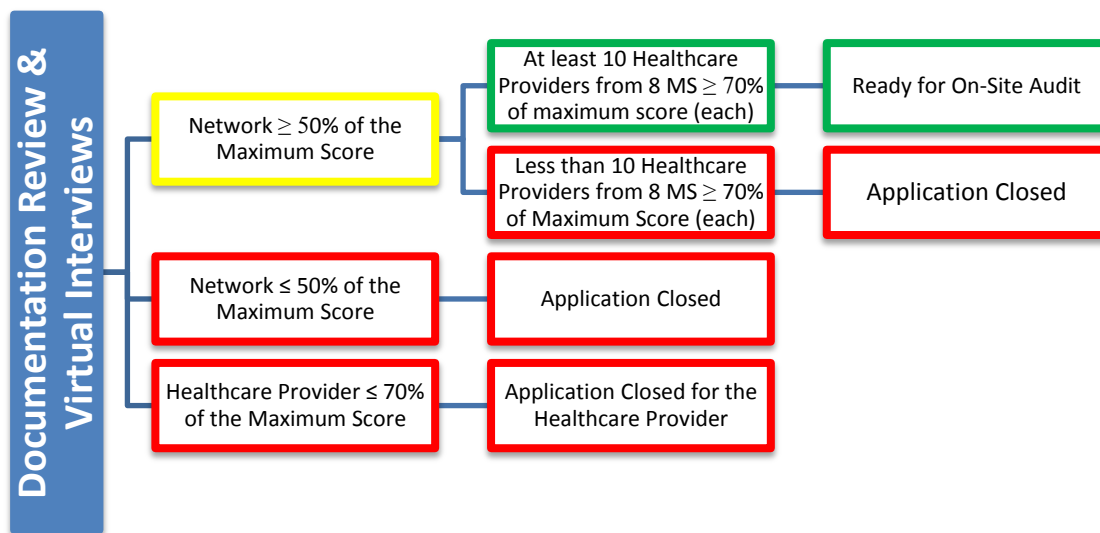 Documentation Review &
Virtual Interviews
Network ≥ 50% of the
Maximum Score
At least 10 Healthcare
Providers from 8 MS ≥ 70%
of maximum score (each)
Ready for On-Site Audit
Less than 10 Healthcare
Providers from 8 MS ≥ 70%
of Maximum Score (each)
Application Closed
Network ≤ 50% of the
Maximum Score
Application Closed
Healthcare Provider ≤ 70%
of the Maximum Score
Application Closed for the
Healthcare Provider